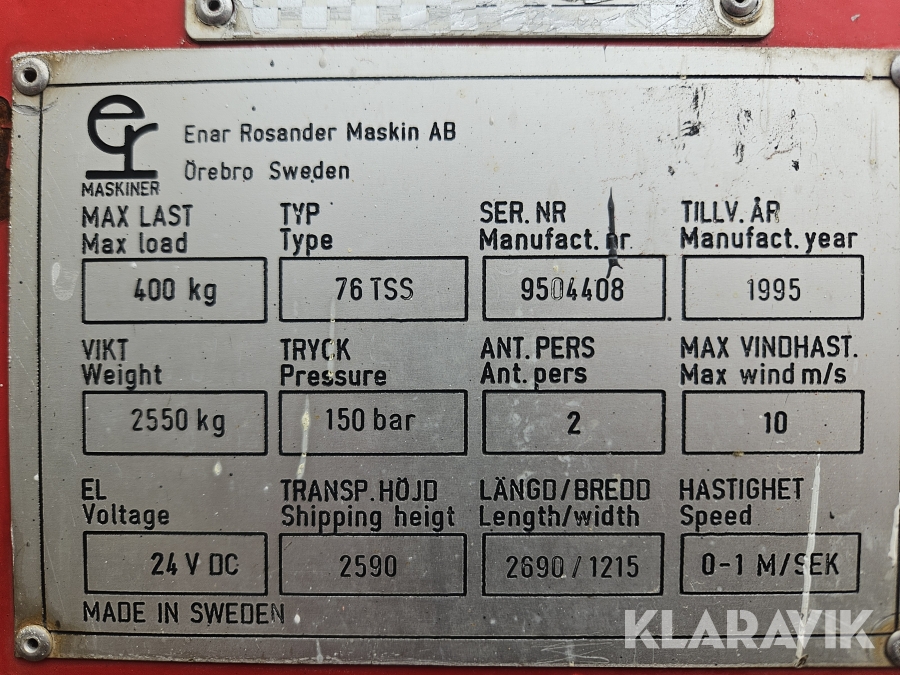 er
MASKINER
Enar Rosander Maskin AB
Örebro Sweden
MAX LAST
Max load
400 kg
TYP
Type
76 TSS
SER. NR
Manufact. nr.
9504408
TILLV. ÅR
Manufact. year
1995
VIKT
Weight
2550 kg
TRYCK
Pressure
150 bar
ANT. PERS
Ant. pers
2
MAX VINDHAST.
Max wind m/s
10
EL
Voltage
24 V DC
TRANSP. HÖJD
Shipping heigt
2590
LÄNGD/BREDD
Length/width
2690 / 1215
HASTIGHET
Speed
0-1 M/SEK
MADE IN SWEDEN
KLARAVIK